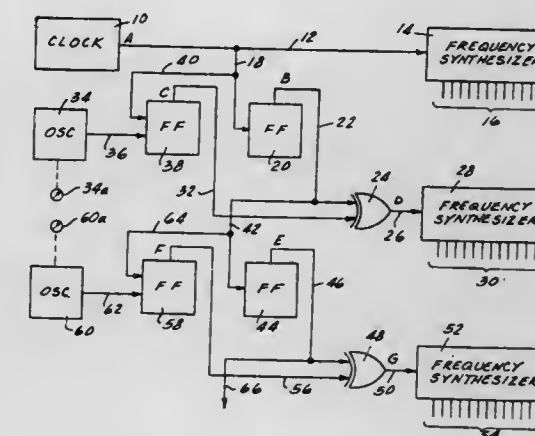 10
14
CLOCK
A
12
FREQUENCY
SYNTHESIZER
40
18
B
34
C
16
OSC
FF
FF
22
36
38
20
28
32
24
D
FREQUENCY
SYNTHESIZER
34a
26
60a
64
42
F
E
30
OSC
FF
FF
46
62
52
60
58
44
48
G
FREQUENCY
SYNTHESIZER
50
66
56